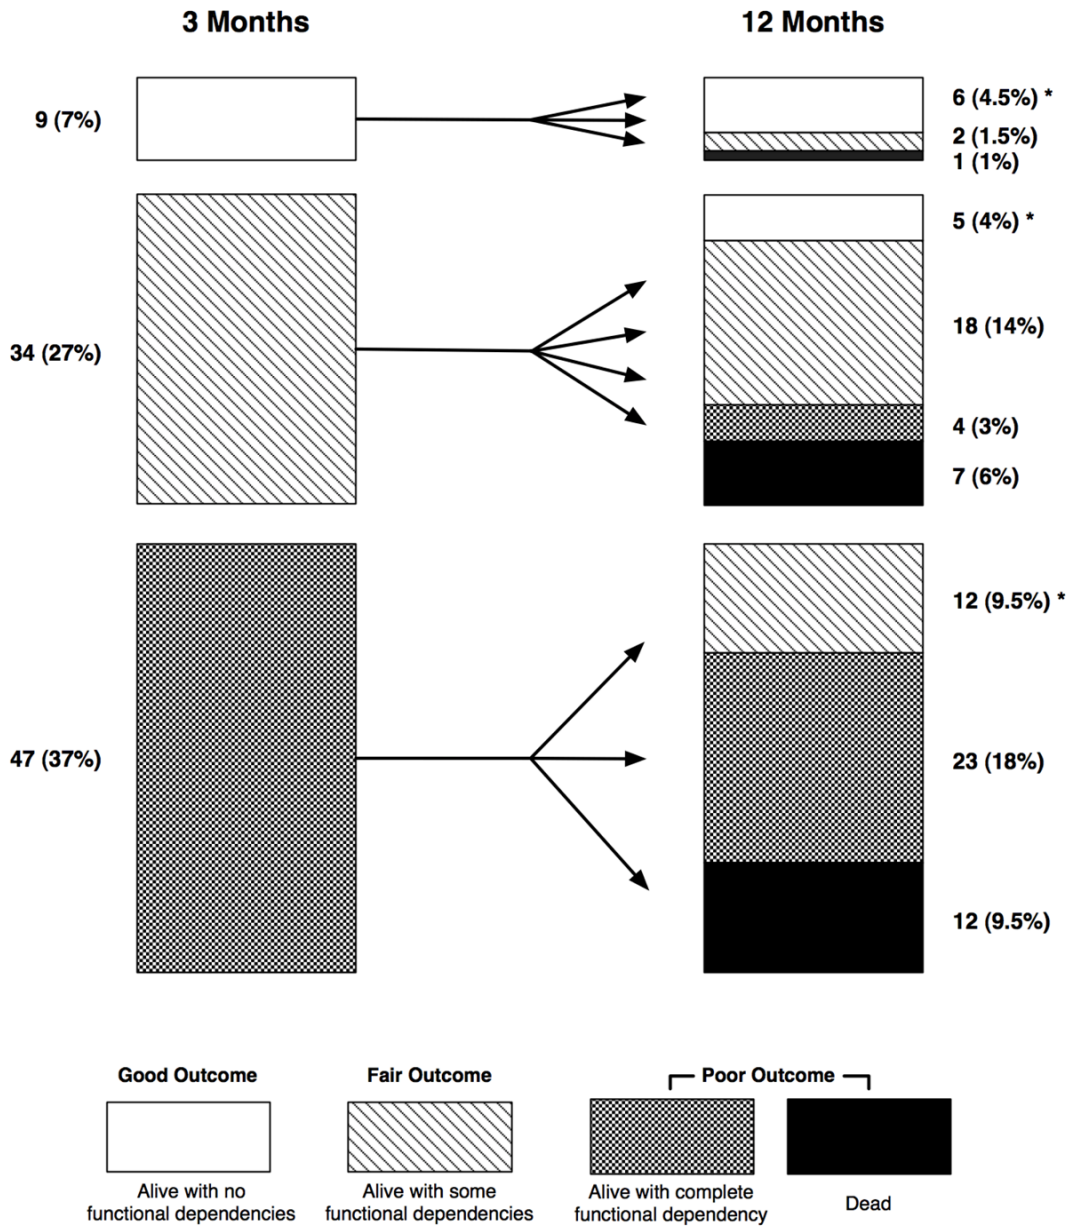 3 Months
12 Months
9 (7%)
6 (4.5%) *
2 (1.5%)
1 (1%)
34 (27%)
5 (4%) *
18 (14%)
4 (3%)
7 (6%)
47 (37%)
12 (9.5%) *
23 (18%)
12 (9.5%)
Good Outcome
Fair Outcome
Poor Outcome
Alive with no
functional dependencies
Alive with some
functional dependencies
Alive with complete
functional dependency
Dead